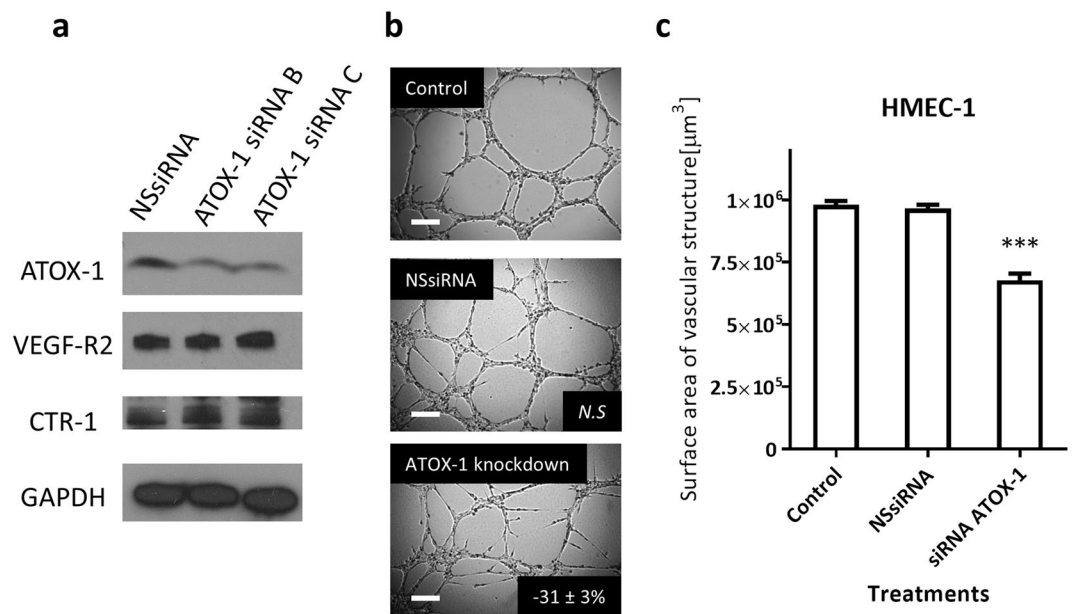 a
NSsiRNA
ATOX-1 siRNA B
ATOX-1 siRNA C
ATOX-1
VEGF-R2
CTR-1
GAPDH
b
Control
NSsiRNA
N.S
ATOX-1 knockdown
-31 ± 3%
c
HMEC-1
Surface area of vascular structure[µm³]
1×10⁶
7.5×10⁵
5×10⁵
2.5×10⁵
0
***
Control
NSsiRNA
siRNA ATOX-1
Treatments